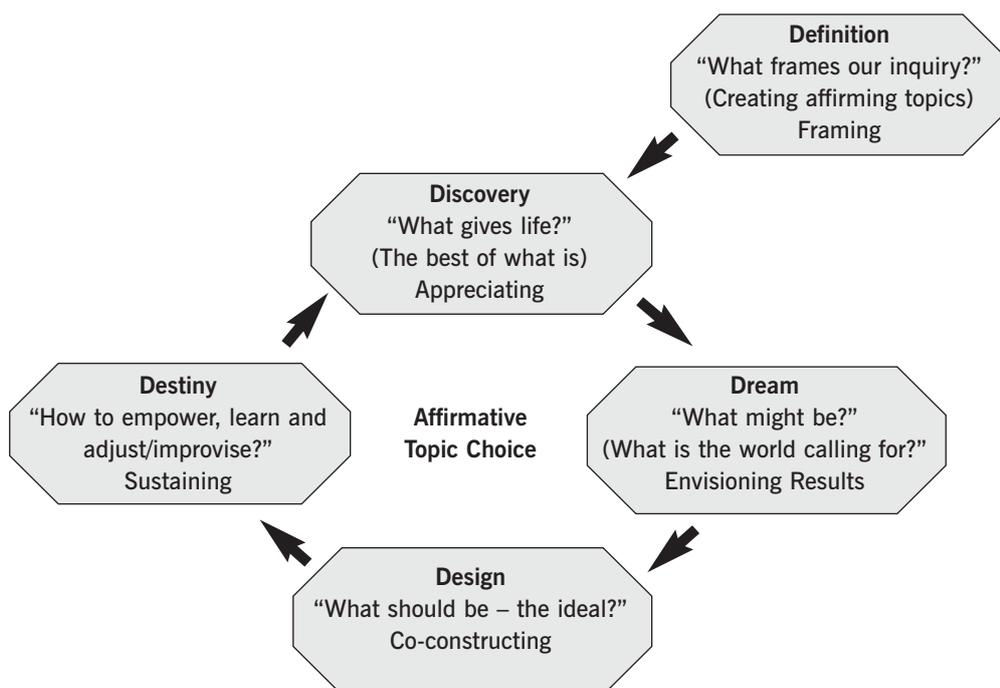 Definition
“What frames our inquiry?”
(Creating affirming topics)
Framing
Discovery
“What gives life?”
(The best of what is)
Appreciating
Dream
“What might be?”
(What is the world calling for?”
Envisioning Results
Design
“What should be – the ideal?”
Co-constructing
Destiny
“How to empower, learn and
adjust/improvise?”
Sustaining
Affirmative
Topic Choice